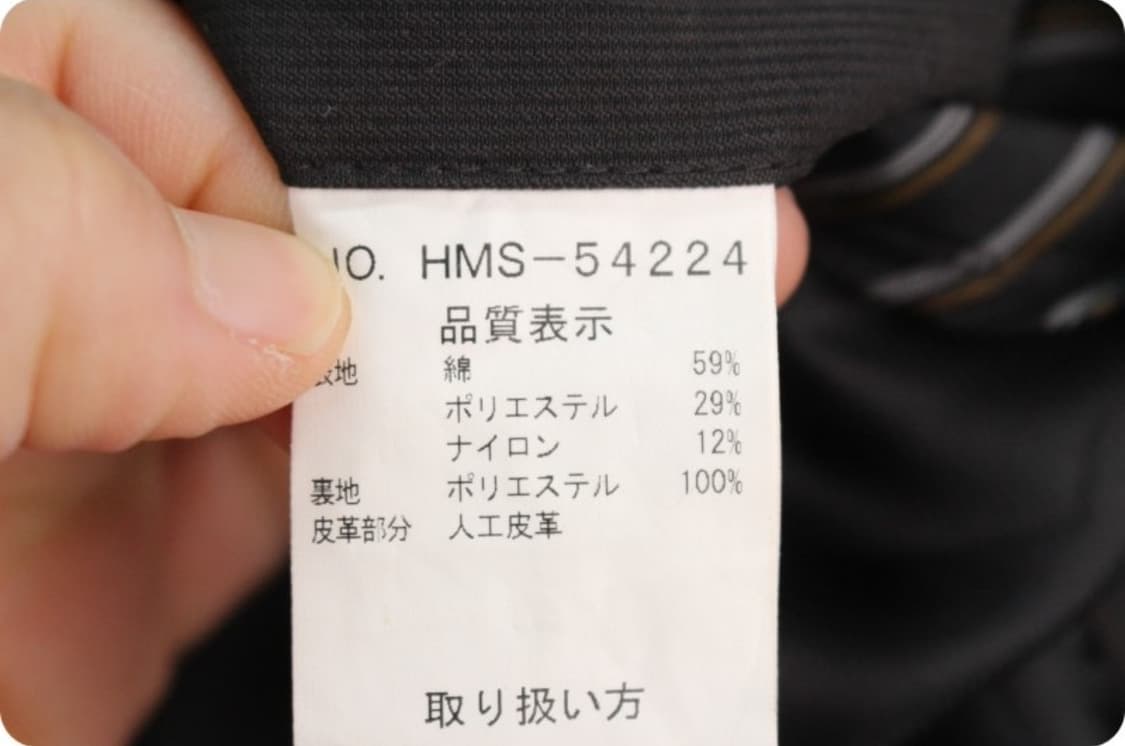 NO. HMS-54224
品質表示
表地 綿 59%
ポリエステル 29%
ナイロン 12%
裏地 ポリエステル 100%
皮革部分 人工皮革
取り扱い方